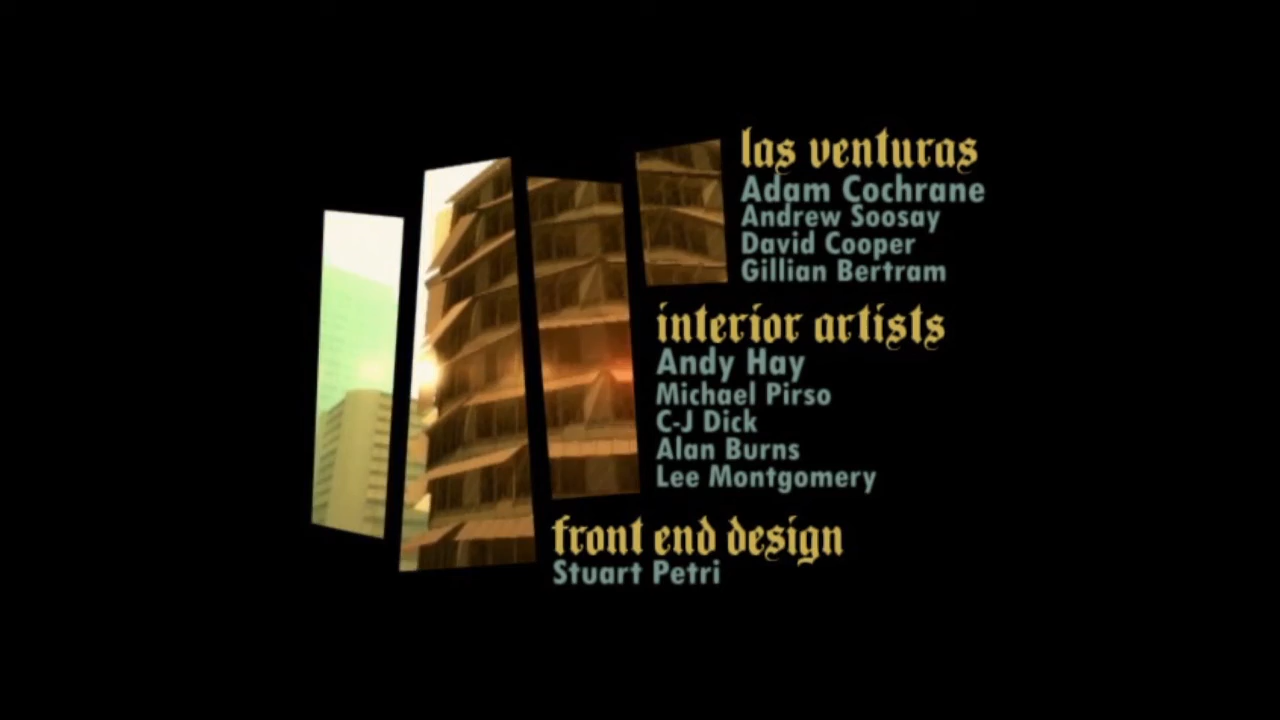 las venturas
Adam Cochrane
Andrew Soosay
David Cooper
Gillian Bertram
interior artists
Andy Hay
Michael Pirso
C-J Dick
Alan Burns
Lee Montgomery
front end design
Stuart Petri